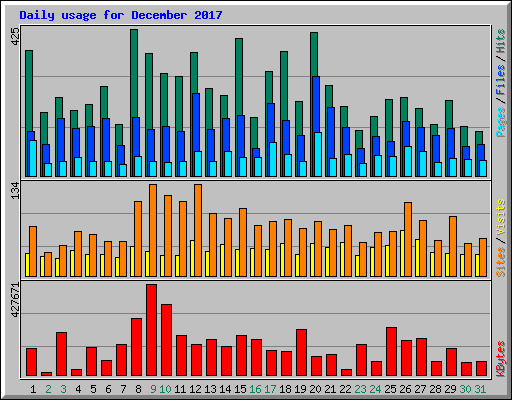 Daily usage for December 2017
425
Pages / Files / Hits
134
Sites / Visits
427671
KBytes
1 2 3 4 5 6 7 8 9 10 11 12 13 14 15 16 17 18 19 20 21 22 23 24 25 26 27 28 29 30 31